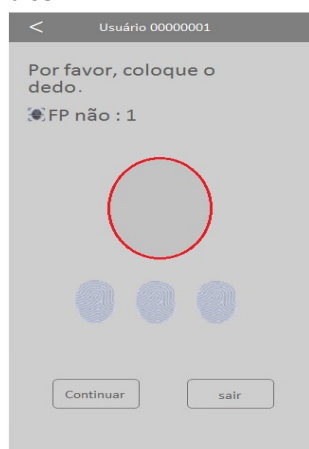 < Usuário 00000001
Por favor, coloque o
dedo.
FP não : 1
Continuar sair